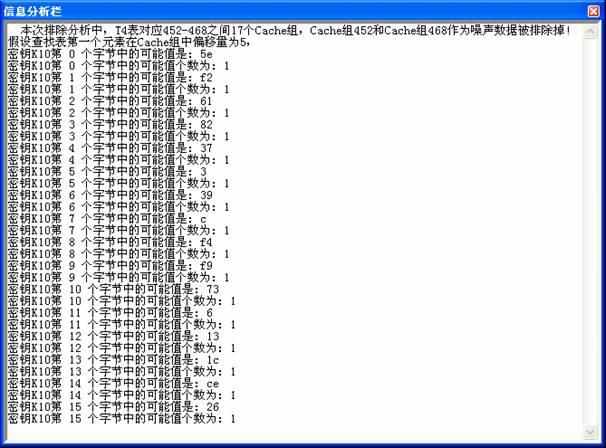 信息分析栏
本次排除分析中，T4表对应452-468之间17个Cache组，Cache组452和Cache组468作为噪声数据被排除掉!
假设查找表第一个元素在Cache组中偏移量为5，
密钥K10第 0 个字节中的可能值是: 5e
密钥K10第 0 个字节中的可能值个数为: 1
密钥K10第 1 个字节中的可能值是: f2
密钥K10第 1 个字节中的可能值个数为: 1
密钥K10第 2 个字节中的可能值是: 61
密钥K10第 2 个字节中的可能值个数为: 1
密钥K10第 3 个字节中的可能值是: 82
密钥K10第 3 个字节中的可能值个数为: 1
密钥K10第 4 个字节中的可能值是: 37
密钥K10第 4 个字节中的可能值个数为: 1
密钥K10第 5 个字节中的可能值是: 3
密钥K10第 5 个字节中的可能值个数为: 1
密钥K10第 6 个字节中的可能值是: 39
密钥K10第 6 个字节中的可能值个数为: 1
密钥K10第 7 个字节中的可能值是: c
密钥K10第 7 个字节中的可能值个数为: 1
密钥K10第 8 个字节中的可能值是: f4
密钥K10第 8 个字节中的可能值个数为: 1
密钥K10第 9 个字节中的可能值是: f9
密钥K10第 9 个字节中的可能值个数为: 1
密钥K10第 10 个字节中的可能值是: 73
密钥K10第 10 个字节中的可能值个数为: 1
密钥K10第 11 个字节中的可能值是: 6
密钥K10第 11 个字节中的可能值个数为: 1
密钥K10第 12 个字节中的可能值是: 13
密钥K10第 12 个字节中的可能值个数为: 1
密钥K10第 13 个字节中的可能值是: 1c
密钥K10第 13 个字节中的可能值个数为: 1
密钥K10第 14 个字节中的可能值是: ce
密钥K10第 14 个字节中的可能值个数为: 1
密钥K10第 15 个字节中的可能值是: 26
密钥K10第 15 个字节中的可能值个数为: 1